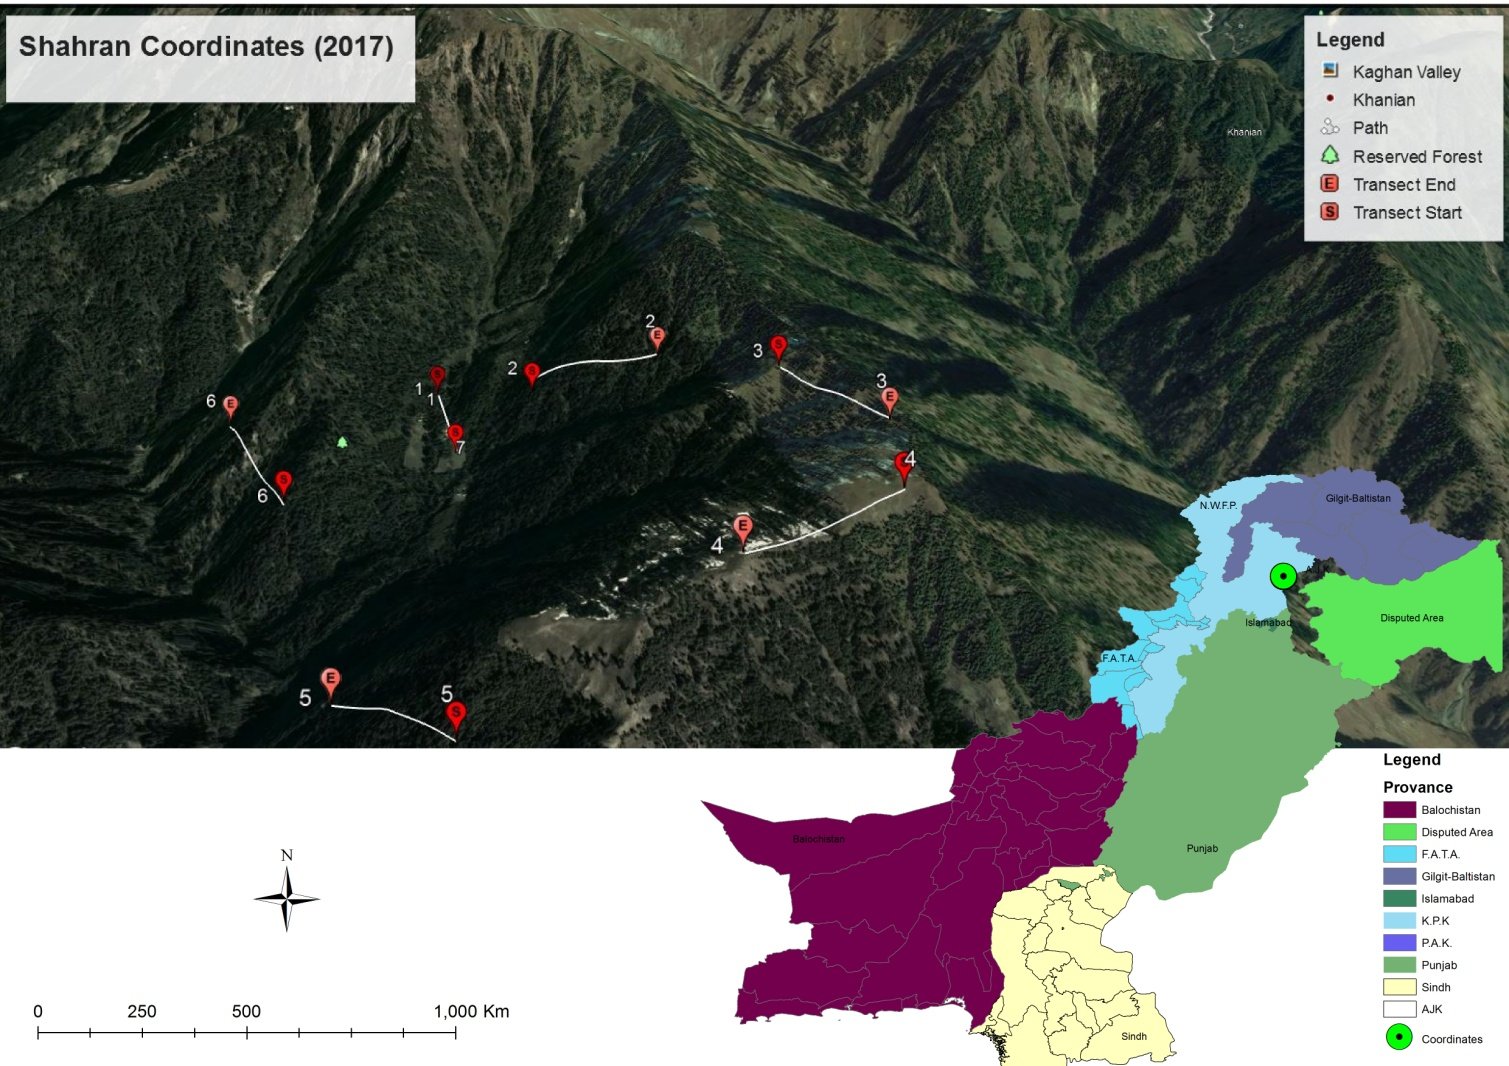 Shahran Coordinates (2017)
Legend
Kaghan Valley
Khanian
Path
Reserved Forest
E Transect End
S Transect Start
Khanian
2
E
2
S
3
S
3
E
1
S
1
S
7
6
E
6
S
4
4
E
5
E
5
S
N.W.F.P.
Gilgit-Baltistan
Islamabad
Disputed Area
F.A.T.A.
Balochistan
Punjab
Sindh
N
0 250 500 1,000 Km
Legend
Provance
Balochistan
Disputed Area
F.A.T.A.
Gilgit-Baltistan
Islamabad
K.P.K
P.A.K.
Punjab
Sindh
AJK
Coordinates